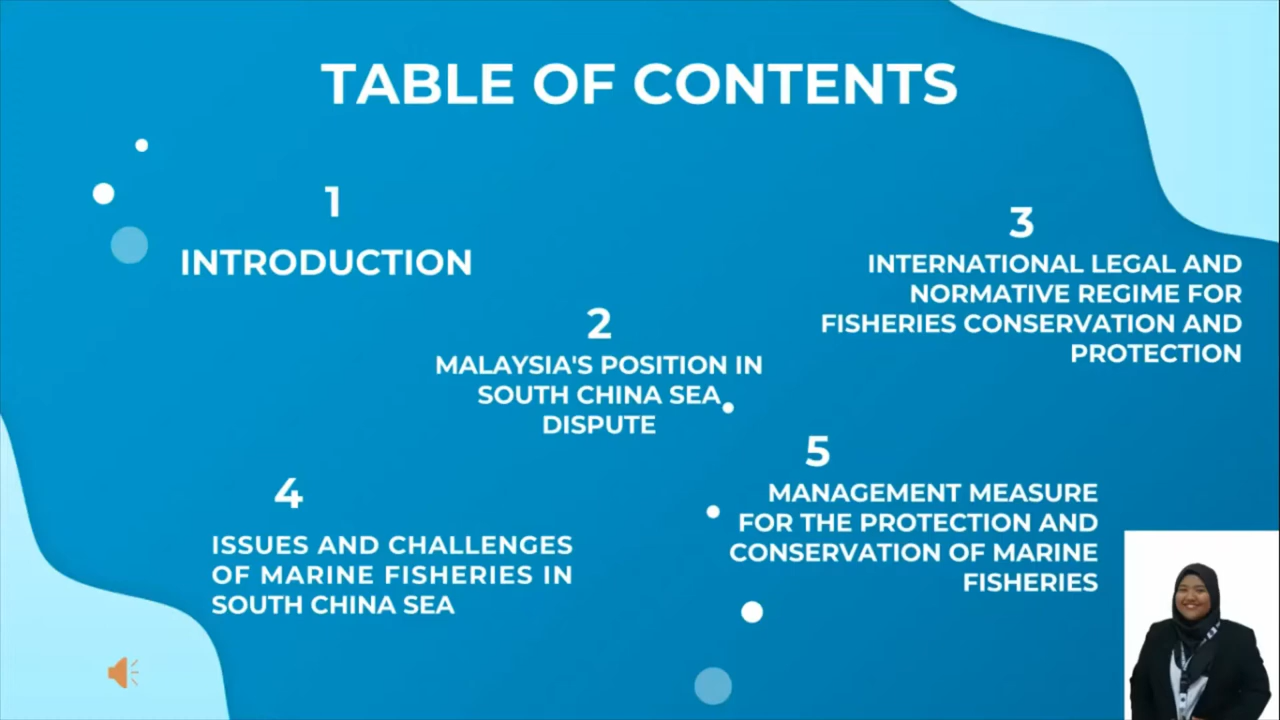 TABLE OF CONTENTS
1
INTRODUCTION
2
MALAYSIA'S POSITION IN
SOUTH CHINA SEA
DISPUTE
3
INTERNATIONAL LEGAL AND
NORMATIVE REGIME FOR
FISHERIES CONSERVATION AND
PROTECTION
4
ISSUES AND CHALLENGES
OF MARINE FISHERIES IN
SOUTH CHINA SEA
5
MANAGEMENT MEASURE
FOR THE PROTECTION AND
CONSERVATION OF MARINE
FISHERIES